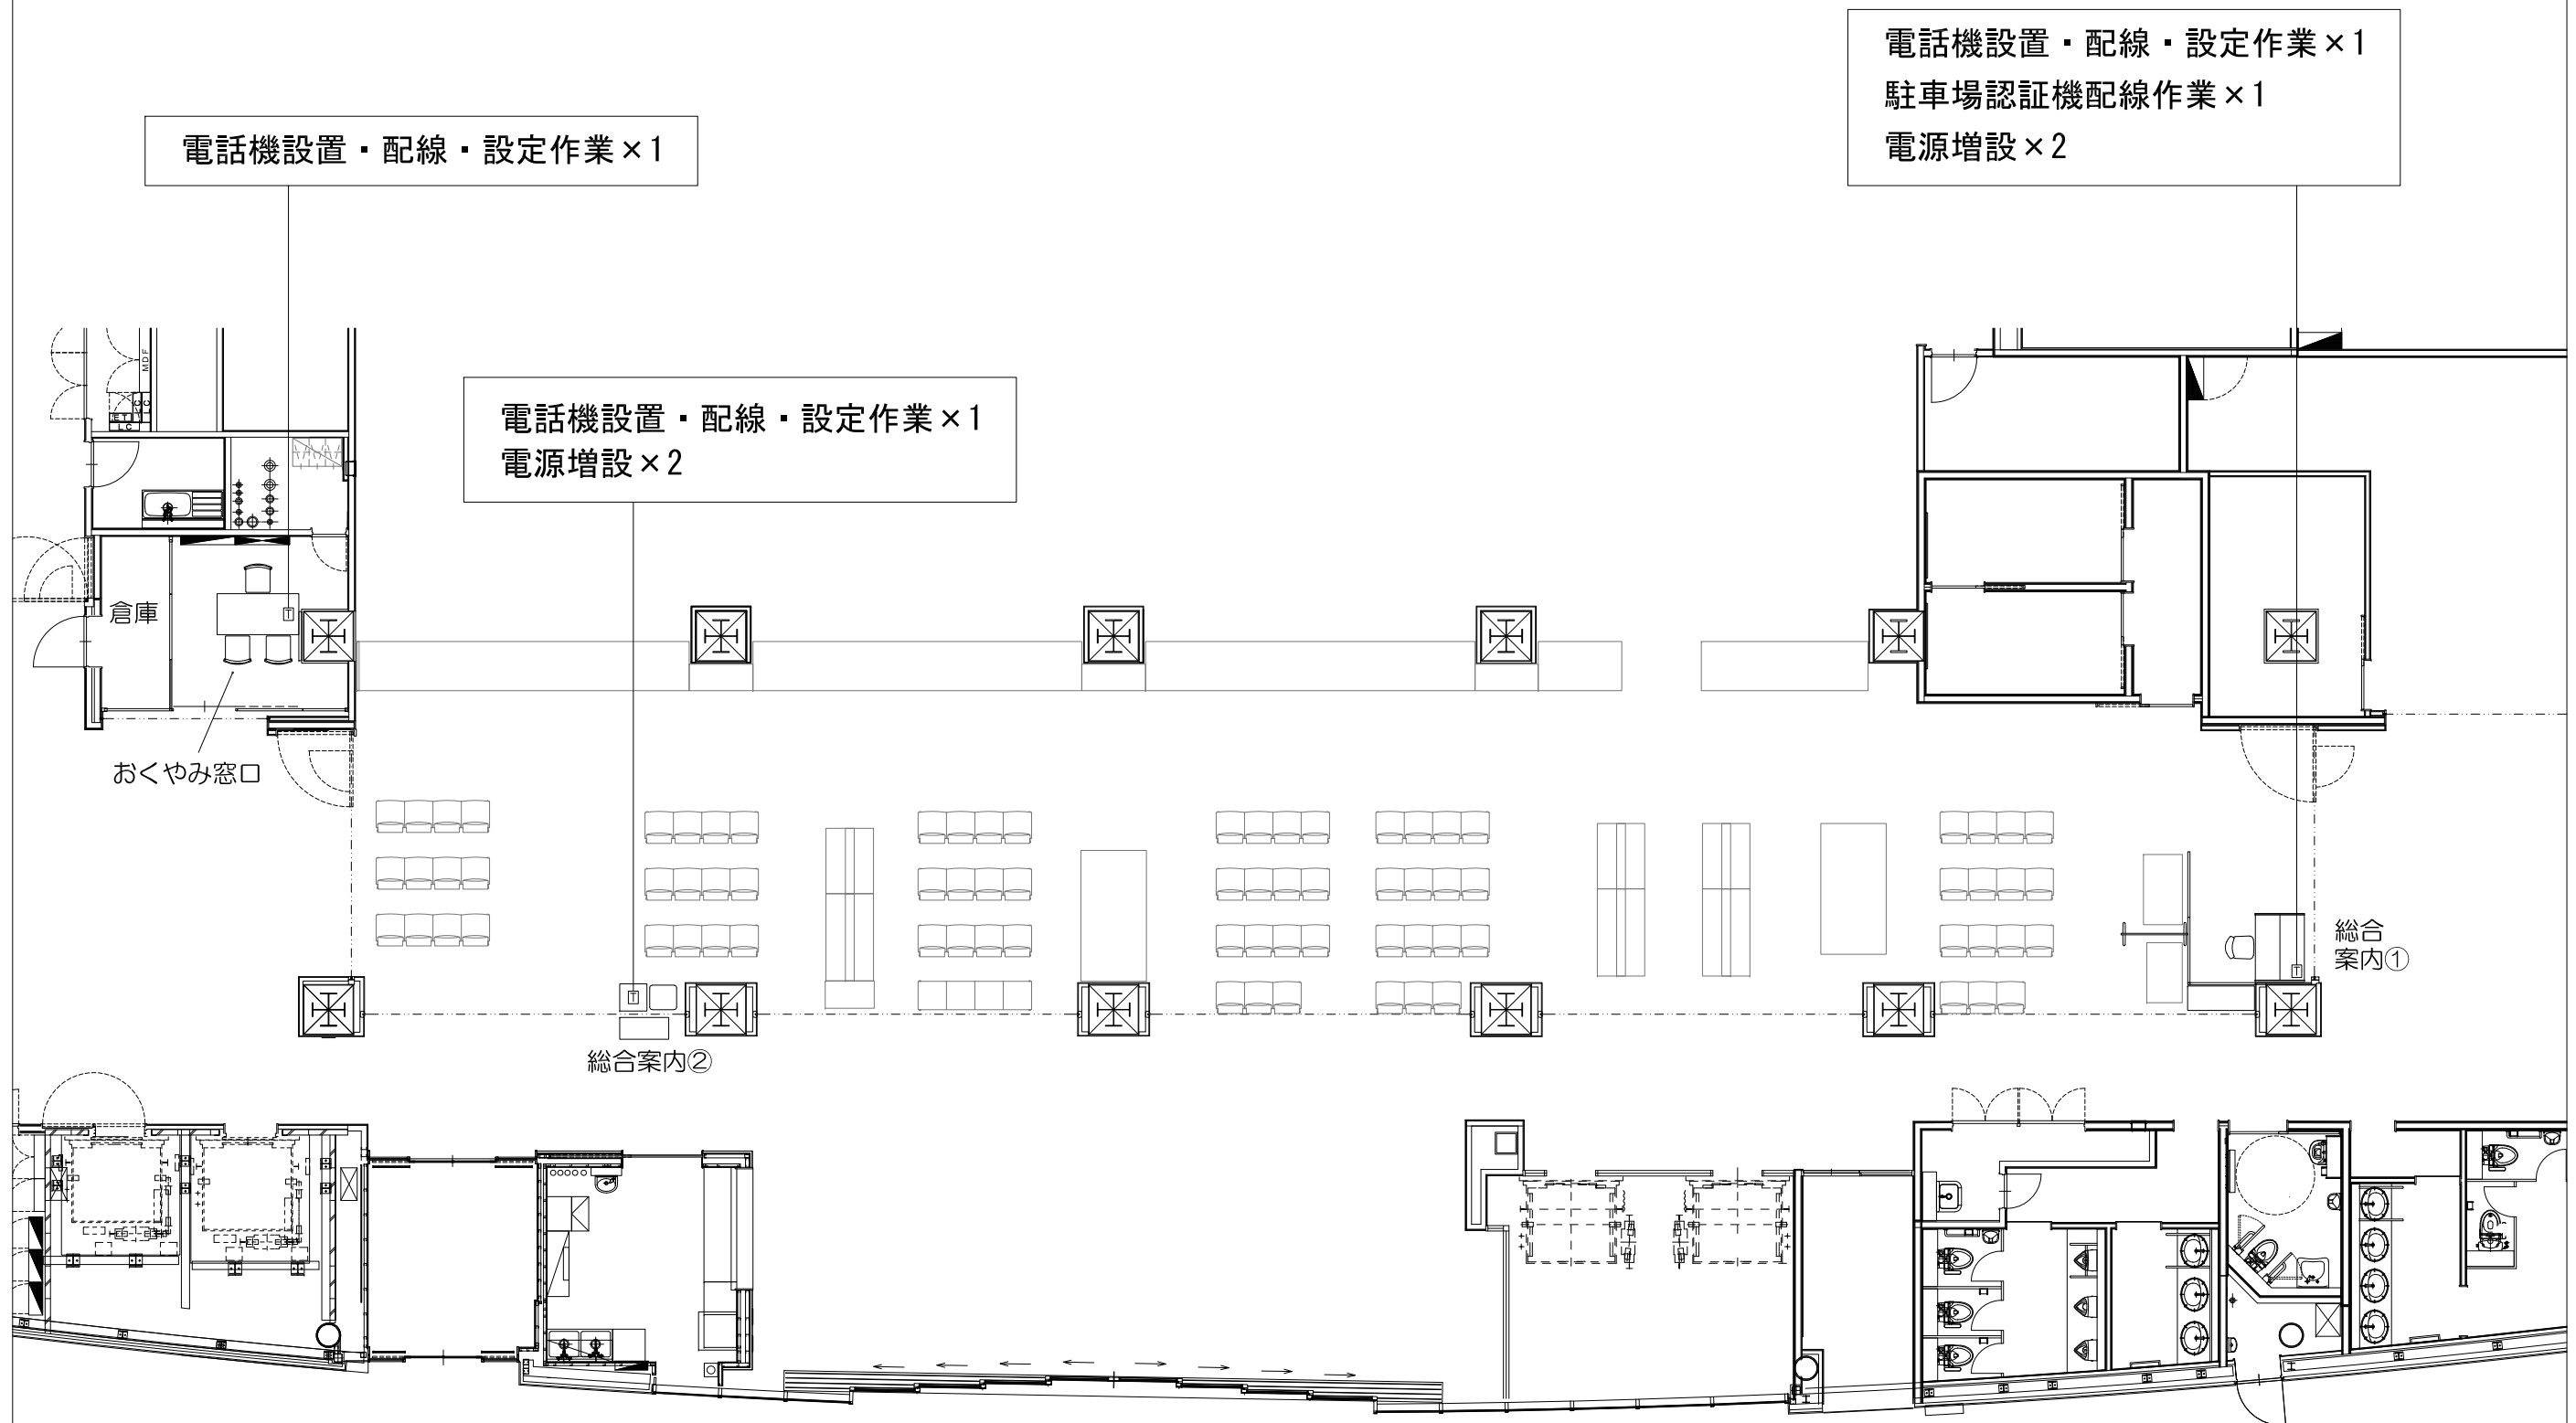 電話機設置・配線・設定作業×1
駐車場認証機配線作業×1
電源増設×2
電話機設置・配線・設定作業×1
電話機設置・配線・設定作業×1
電源増設×2
MDF
LC
倉庫
おくやみ窓口
総合
案内①
総合案内②